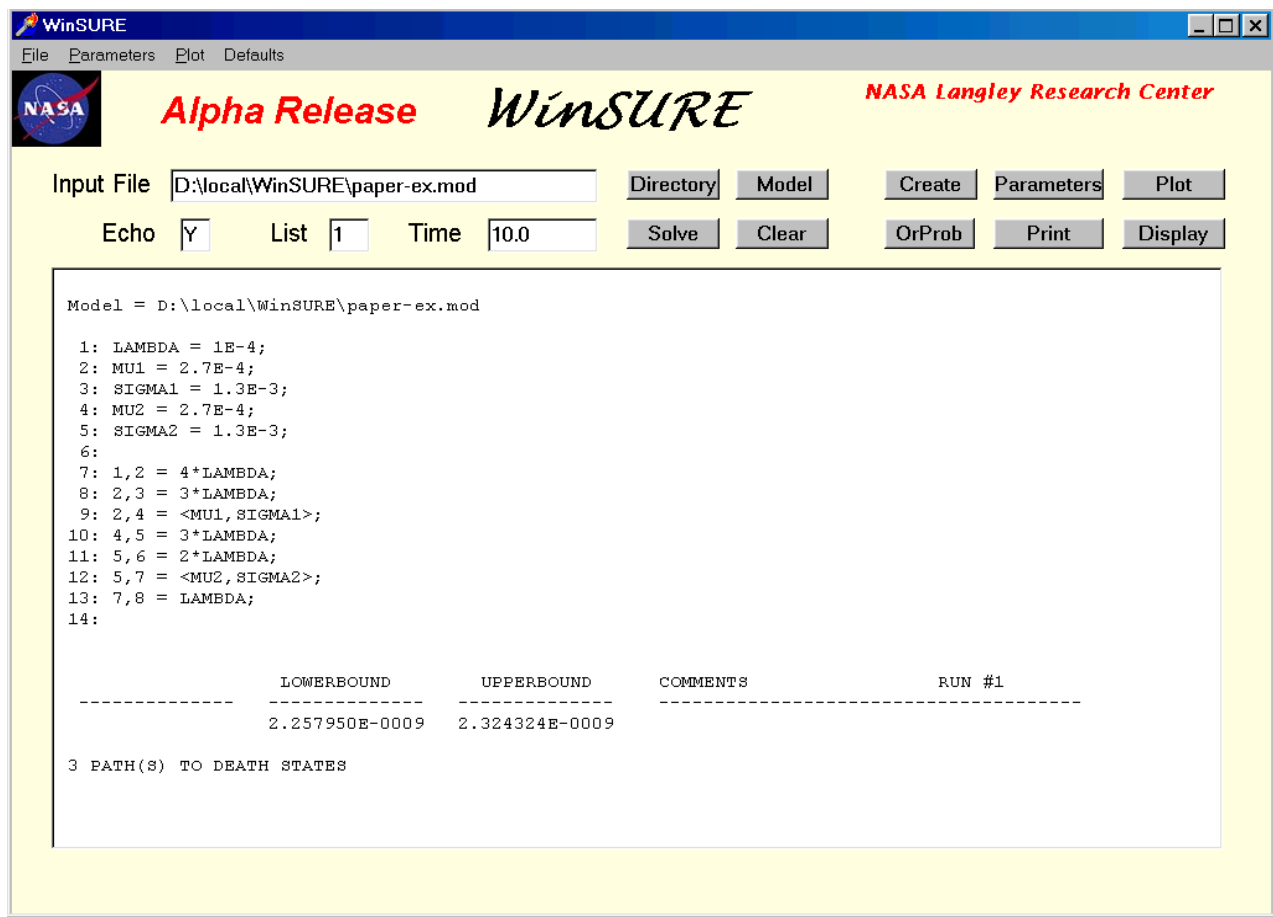 WinSURE
File Parameters Plot Defaults
NASA
Alpha Release WinSURE NASA Langley Research Center
Input File D:\local\WinSURE\paper-ex.mod Directory Model Create Parameters Plot
Echo Y List 1 Time 10.0 Solve Clear OrProb Print Display
Model = D:\local\WinSURE\paper-ex.mod
1: LAMBDA = 1E-4;
2: MU1 = 2.7E-4;
3: SIGMA1 = 1.3E-3;
4: MU2 = 2.7E-4;
5: SIGMA2 = 1.3E-3;
6:
7: 1,2 = 4*LAMBDA;
8: 2,3 = 3*LAMBDA;
9: 2,4 = <MU1,SIGMA1>;
10: 4,5 = 3*LAMBDA;
11: 5,6 = 2*LAMBDA;
12: 5,7 = <MU2,SIGMA2>;
13: 7,8 = LAMBDA;
14:
LOWERBOUND UPPERBOUND COMMENTS RUN #1
-------------- -------------- -------------- --------------------------------------
2.257950E-0009 2.324324E-0009
3 PATH(S) TO DEATH STATES